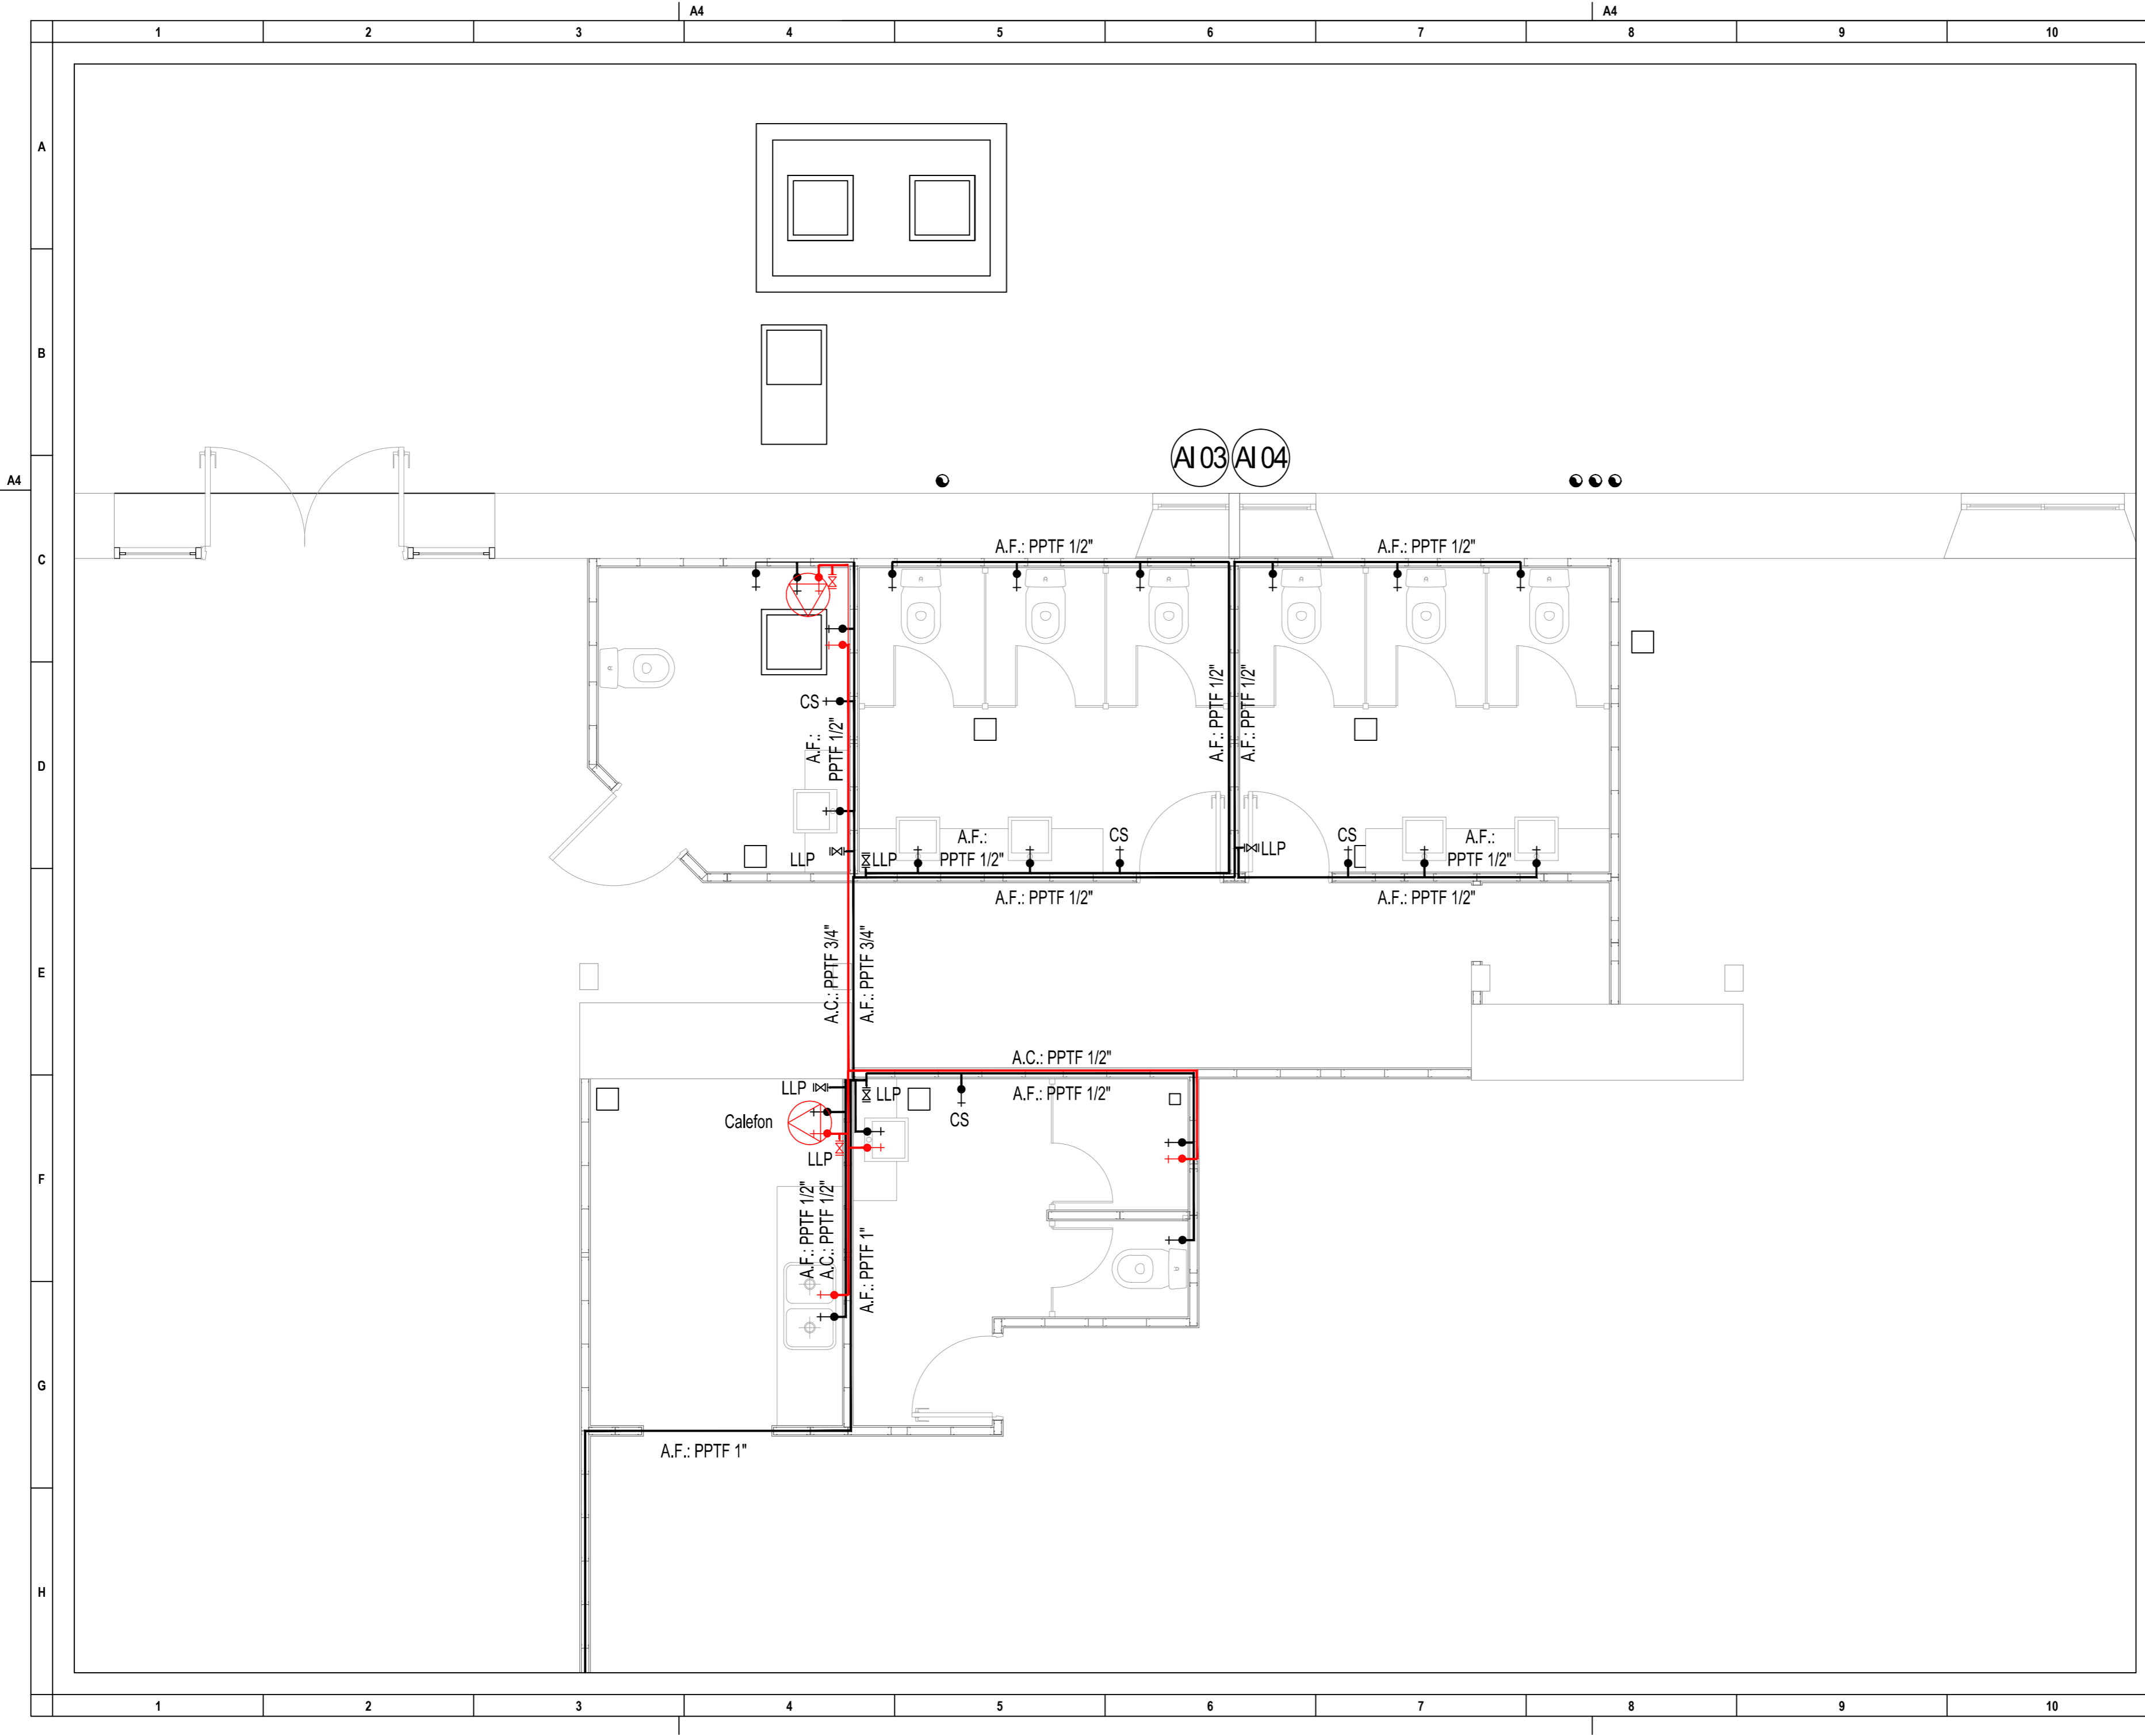 A4
A4
1
2
3
4
5
6
7
8
9
10
A
B
AI 03
AI 04
A4
C
A.F.: PPTF 1/2"
A.F.: PPTF 1/2"
CS
A.F.:
PPTF 1/2"
A.F.: PPTF 1/2"
A.F.: PPTF 1/2"
D
A.F.:
PPTF 1/2"
CS
CS
A.F.:
PPTF 1/2"
LLP
LLP
LLP
A.F.: PPTF 1/2"
A.F.: PPTF 1/2"
A.C.: PPTF 3/4"
A.F.: PPTF 3/4"
E
A.C.: PPTF 1/2"
A.F.: PPTF 1/2"
LLP
LLP
CS
Calefon
LLP
F
A.F.: PPTF 1/2"
A.C.: PPTF 1/2"
A.F.: PPTF 1"
G
A.F.: PPTF 1"
H
1
2
3
4
5
6
7
8
9
10